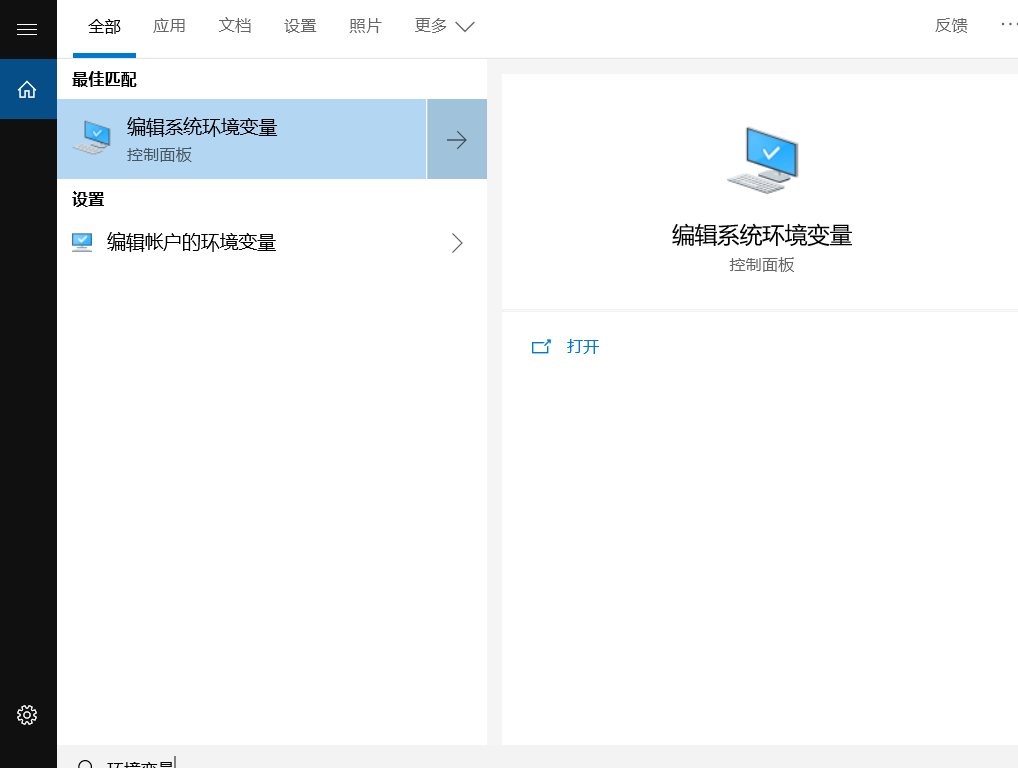 全部 应用 文档 设置 照片 更多 反馈 ···
最佳匹配
编辑系统环境变量
控制面板
设置
编辑帐户的环境变量
编辑系统环境变量
控制面板
打开
环境变量